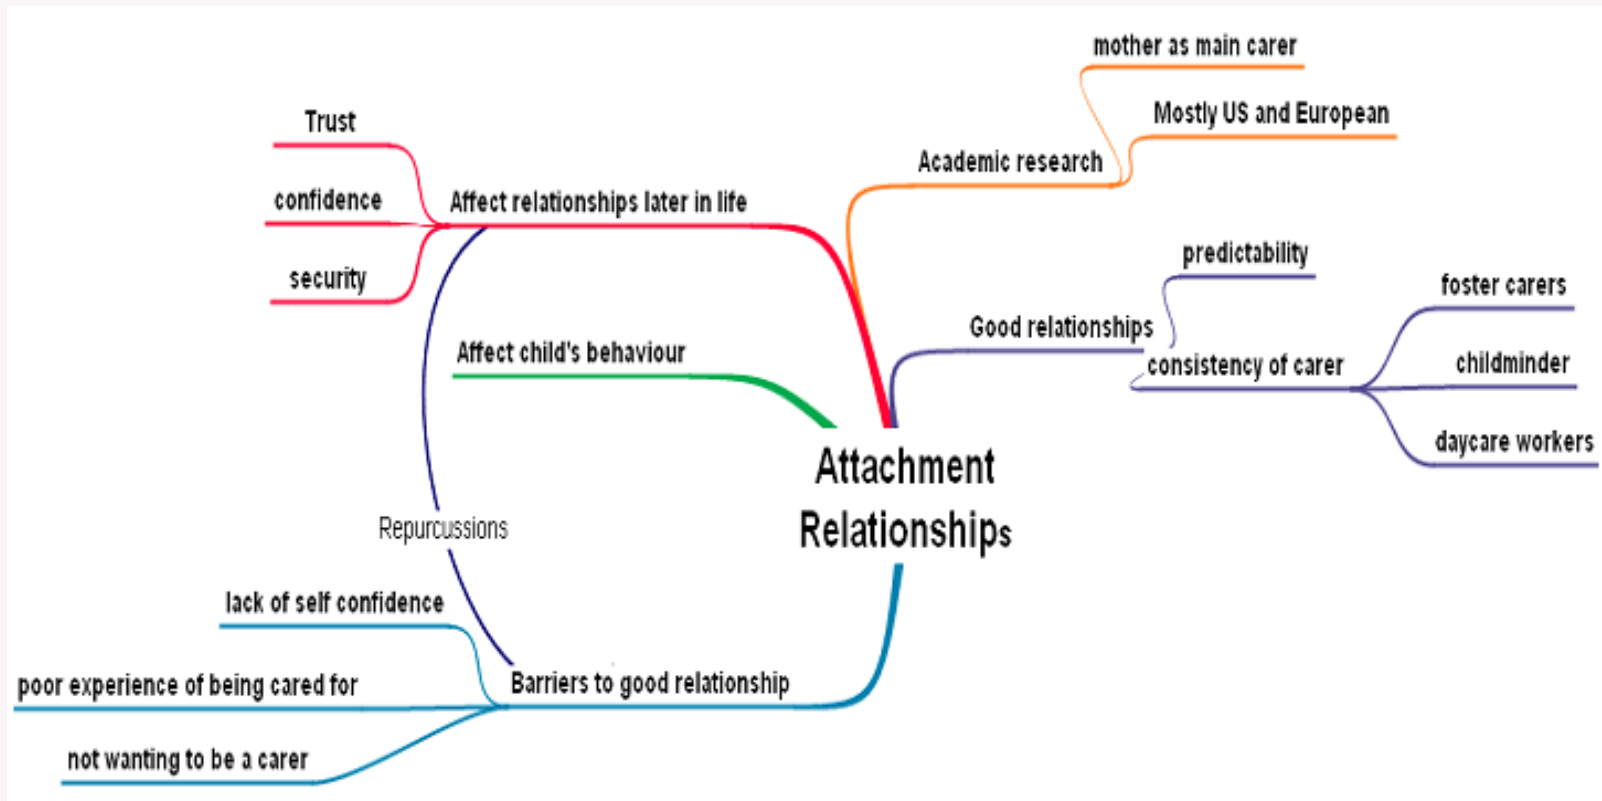 mother as main carer
Mostly US and European
Academic research
Trust
confidence
security
Affect relationships later in life
predictability
Good relationships
consistency of carer
foster carers
childminder
daycare workers
Affect child's behaviour
Attachment
Relationships
Repurcussions
lack of self confidence
poor experience of being cared for
not wanting to be a carer
Barriers to good relationship